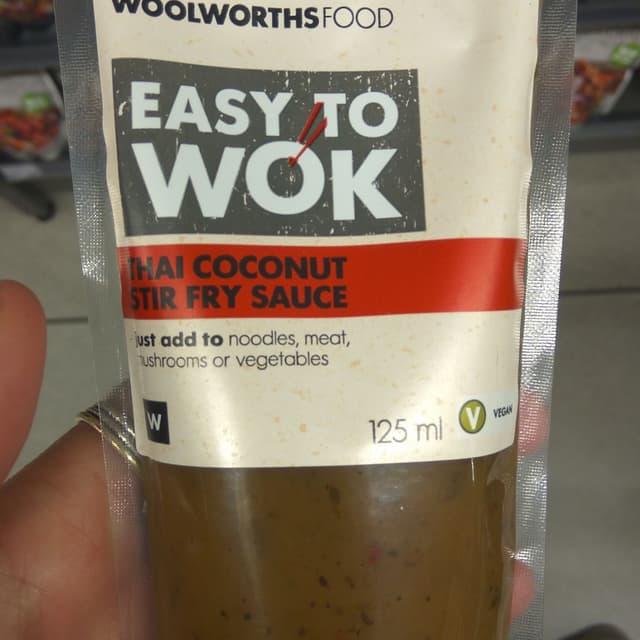 WOOLWORTHS FOOD
EASY TO
WOK
THAI COCONUT
STIR FRY SAUCE
just add to noodles, meat,
mushrooms or vegetables
W
125 ml V VEGAN